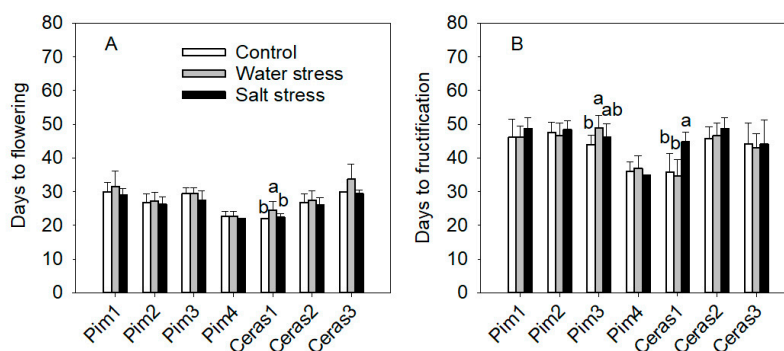 A
Control
Water stress
Salt stress
Days to flowering
80
70
60
50
40
30
20
10
0
a
b b
Pim1 Pim2 Pim3 Pim4 Ceras1 Ceras2 Ceras3
B
Days to fructification
80
70
60
50
40
30
20
10
0
a
b ab
a
b b
Pim1 Pim2 Pim3 Pim4 Ceras1 Ceras2 Ceras3